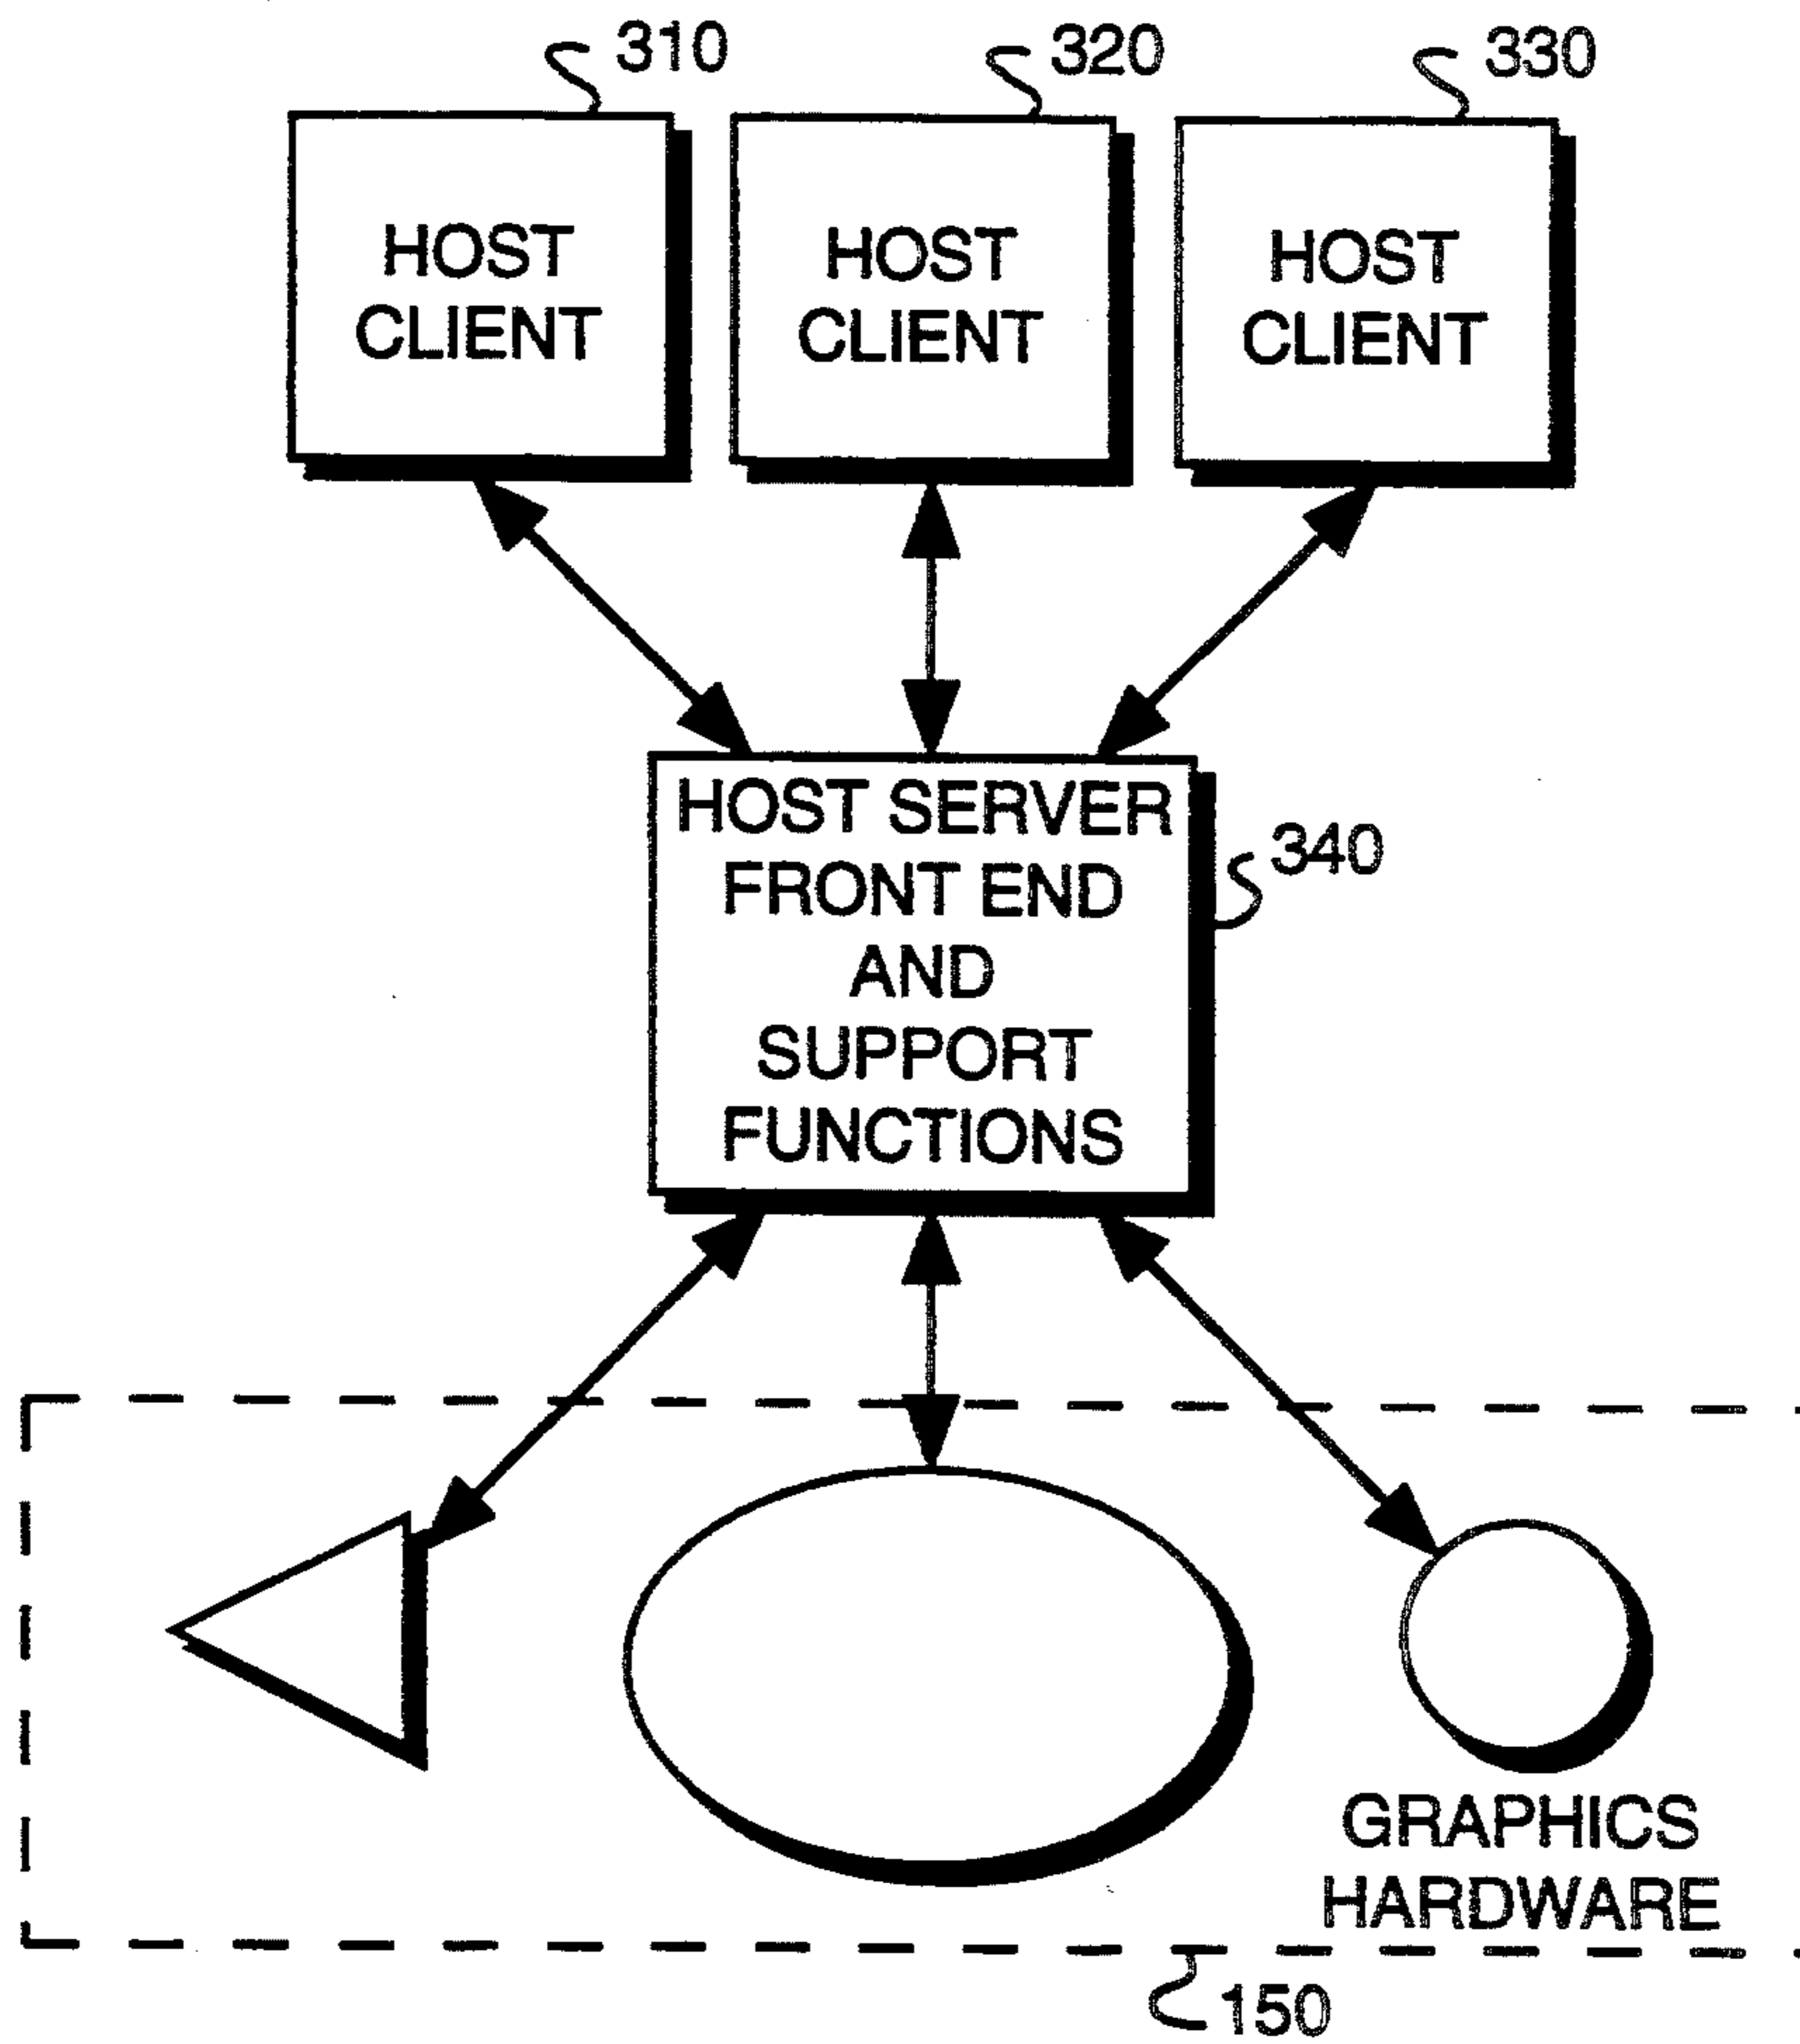 310
320
330
HOST
CLIENT
HOST
CLIENT
HOST
CLIENT
HOST SERVER
FRONT END
AND
SUPPORT
FUNCTIONS
340
GRAPHICS
HARDWARE
150